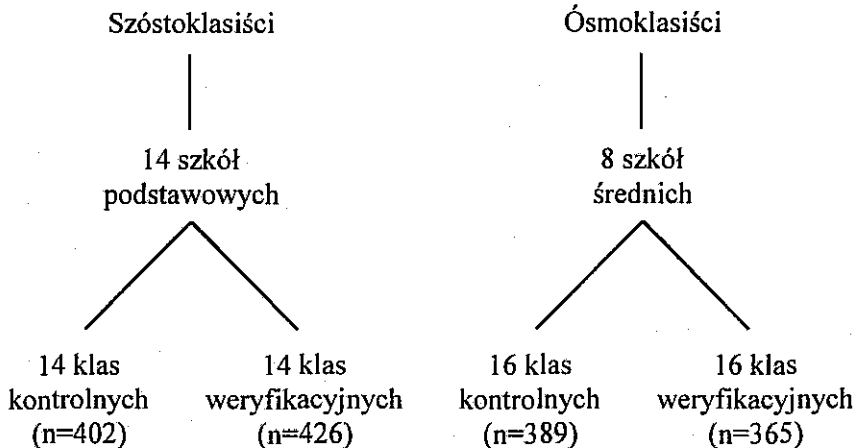 Szóstoklasiści
Ósmoklasiści
14 szkół
podstawowych
8 szkół
średnich
14 klas
kontrolnych
(n=402)
14 klas
weryfikacyjnych
(n=426)
16 klas
kontrolnych
(n=389)
16 klas
weryfikacyjnych
(n=365)